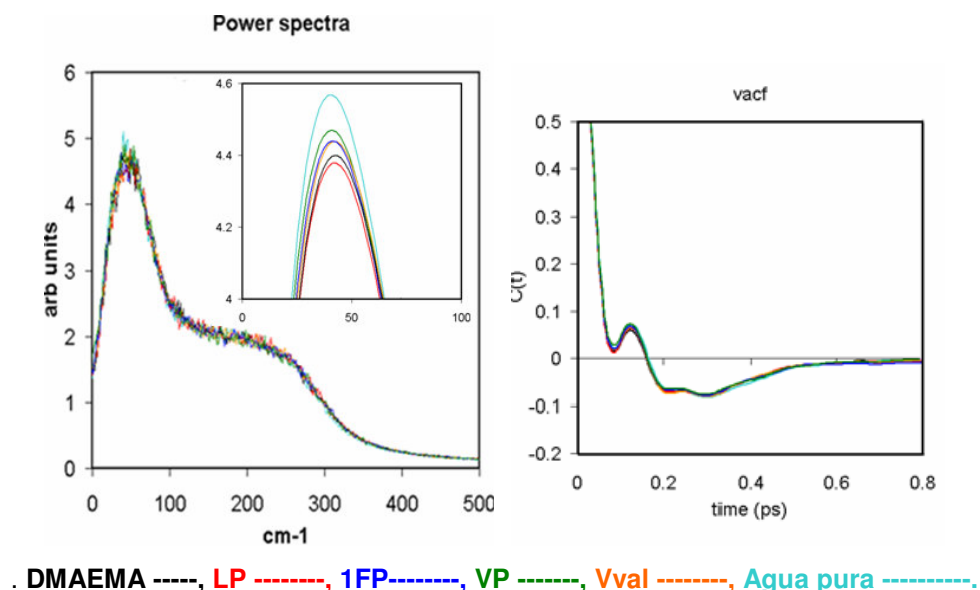 Power spectra
6
5
4
3
2
1
0
arb units
0 100 200 300 400 500
cm-1
4.6
4.4
4.2
4
0 50 100
vacf
0.5
0.4
0.3
0.2
0.1
0
-0.1
-0.2
C(t)
0 0.2 0.4 0.6 0.8
time (ps)
. DMAEMA -----, LP --------, 1FP--------, VP -------, Vval --------, Aqua pura ----------.